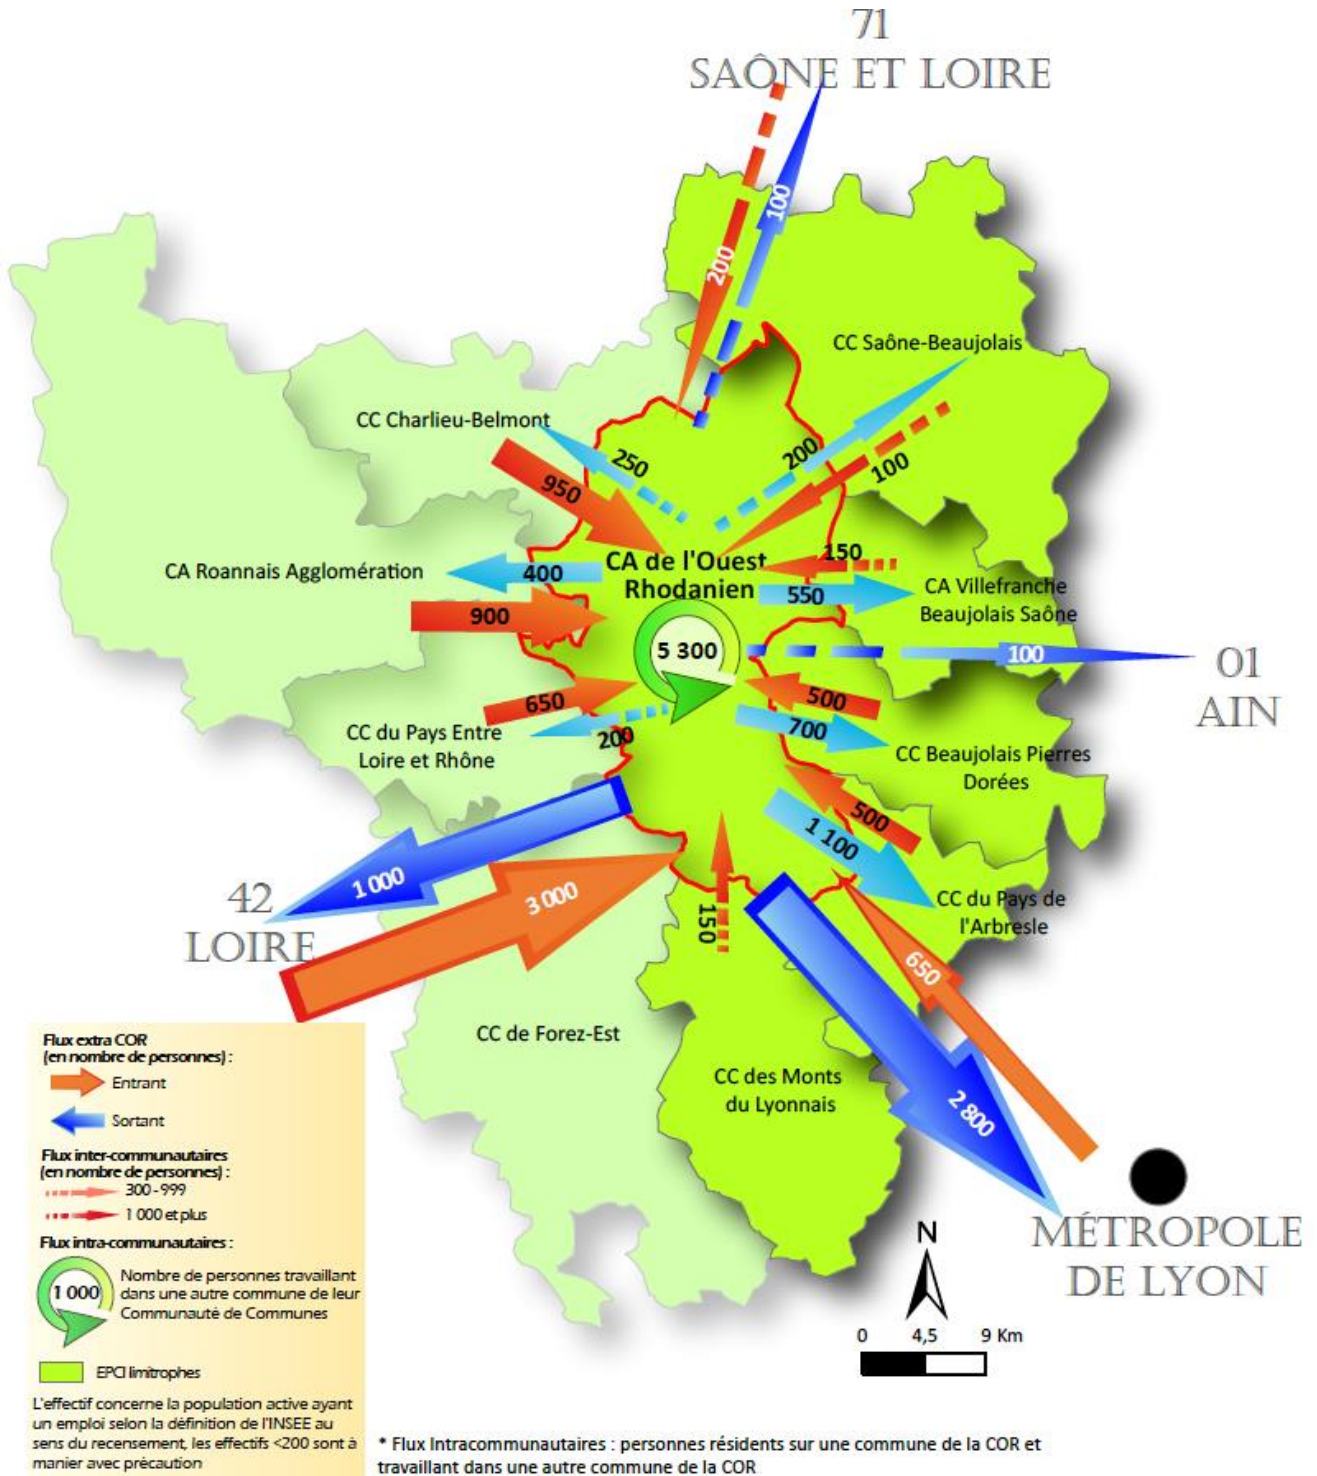 71
SAÔNE ET LOIRE
100
200
CC Saône-Beaujolais
CC Charlieu-Belmont
250
950
200
100
CA de l'Ouest
Rhodanien
150
CA Roannais Agglomération
400
550
CA Villefranche
Beaujolais Saône
900
5 300
100
01
AIN
650
500
CC du Pays Entre
Loire et Rhône
200
700
CC Beaujolais Pierres
Dorées
500
1 100
1 000
3 000
42
LOIRE
150
CC du Pays de
l'Arbresle
650
CC de Forez-Est
CC des Monts
du Lyonnais
2 800
MÉTROPOLE
DE LYON
N
0 4,5 9 Km
Flux extra COR
(en nombre de personnes) :
Entrant
Sortant
Flux inter-communautaires
(en nombre de personnes) :
300 - 999
1 000 et plus
Flux intra-communautaires :
1 000
Nombre de personnes travaillant
dans une autre commune de leur
Communauté de Communes
EPCI limitrophes
L'effectif concerne la population active ayant
un emploi selon la définition de l'INSEE au
sens du recensement, les effectifs <200 sont à
manier avec précaution
* Flux Intracommunautaires : personnes résidents sur une commune de la COR et
travaillant dans une autre commune de la COR